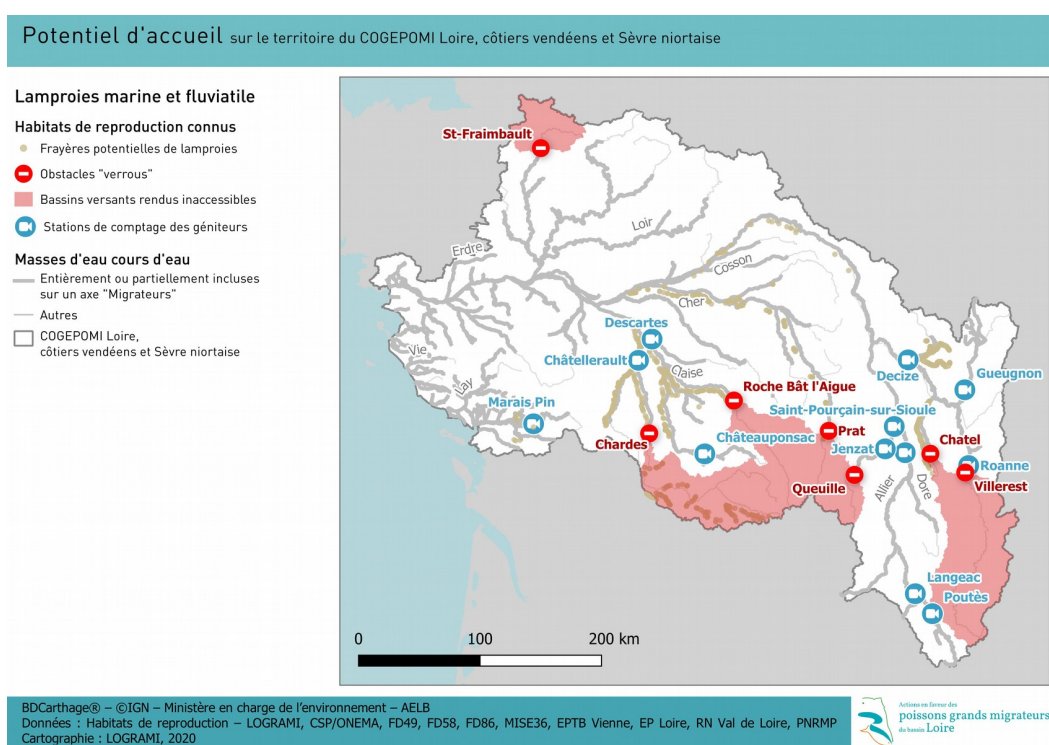 Potentiel d'accueil sur le territoire du COGEPOMI Loire, côtiers vendéens et Sèvre niortaise
Lamproies marine et fluviatile
Habitats de reproduction connus
Frayères potentielles de lamproies
Obstacles "verrous"
Bassins versants rendus inaccessibles
Stations de comptage des géniteurs
Masses d'eau cours d'eau
Entièrement ou partiellement incluses
sur un axe "Migrateurs"
Autres
COGEPOMI Loire,
côtiers vendéens et Sèvre niortaise
St-Fraimbault
Loir
Erdre
Cosson
Cher
Descartes
Châtellerault
Claise
Vie
Lay
Decize
Gueugnon
Roche Bât l'Aigue
Marais Pin
Saint-Pourçain-sur-Sioule
Chardes
Châteauponsac
Prat
Jenzat
Chatel
Roanne
Queuille
Villerest
Allier
Dore
Langeac
Poutès
0 100 200 km
BDCarthage® – ©IGN – Ministère en charge de l'environnement – AELB
Données : Habitats de reproduction – LOGRAMI, CSP/ONEMA, FD49, FD58, FD86, MISE36, EPTB Vienne, EP Loire, RN Val de Loire, PNRMP
Cartographie : LOGRAMI, 2020
Actions en faveur des
poissons grands migrateurs
du bassin Loire